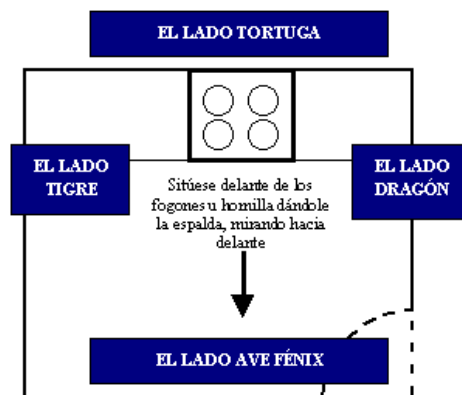 EL LADO TORTUGA
EL LADO
TIGRE
EL LADO
DRAGÓN
Sitúese delante de los
fogones u hornilla dándole
la espalda, mirando hacia
delante
EL LADO AVE FÉNIX